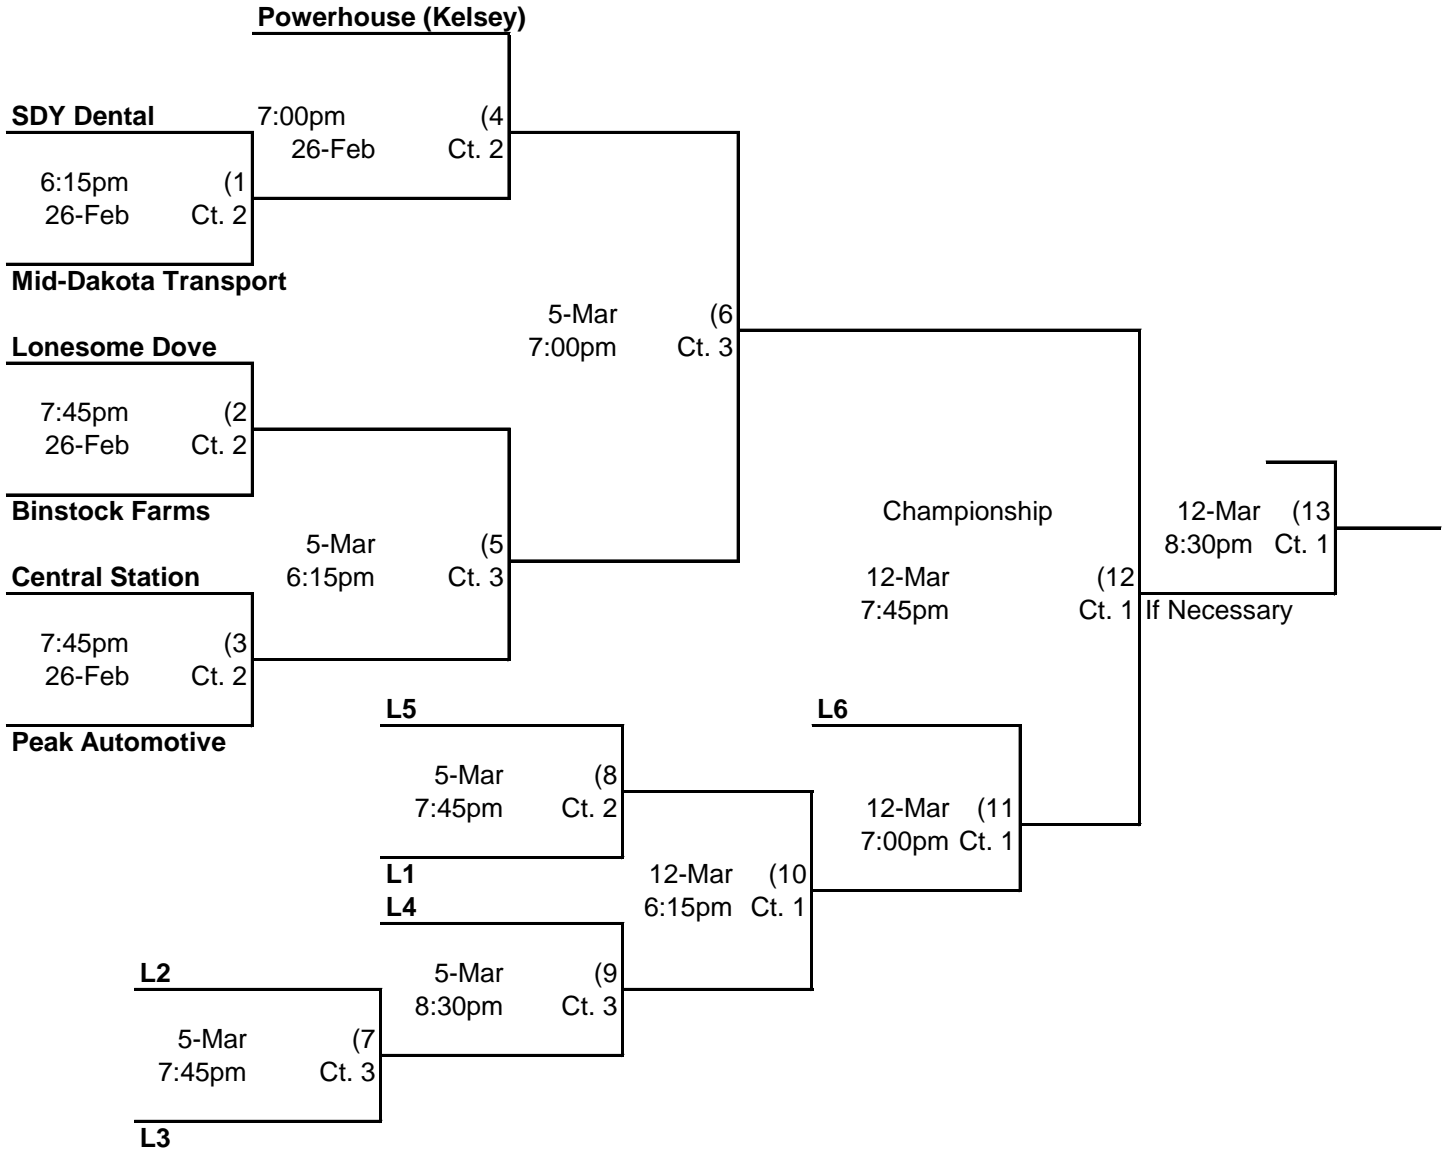 Powerhouse (Kelsey)
SDY Dental 7:00pm (4
26-Feb Ct. 2
6:15pm (1
26-Feb Ct. 2
Mid-Dakota Transport
5-Mar (6
Lonesome Dove 7:00pm Ct. 3
7:45pm (2
26-Feb Ct. 2
Binstock Farms Championship 12-Mar (13
5-Mar (5 8:30pm Ct. 1
Central Station 6:15pm Ct. 3 12-Mar (12
7:45pm Ct. 1 If Necessary
7:45pm (3
26-Feb Ct. 2
L5 L6
Peak Automotive
5-Mar (8
7:45pm Ct. 2 12-Mar (11
7:00pm Ct. 1
L1 12-Mar (10
L4 6:15pm Ct. 1
L2 5-Mar (9
8:30pm Ct. 3
5-Mar (7
7:45pm Ct. 3
L3